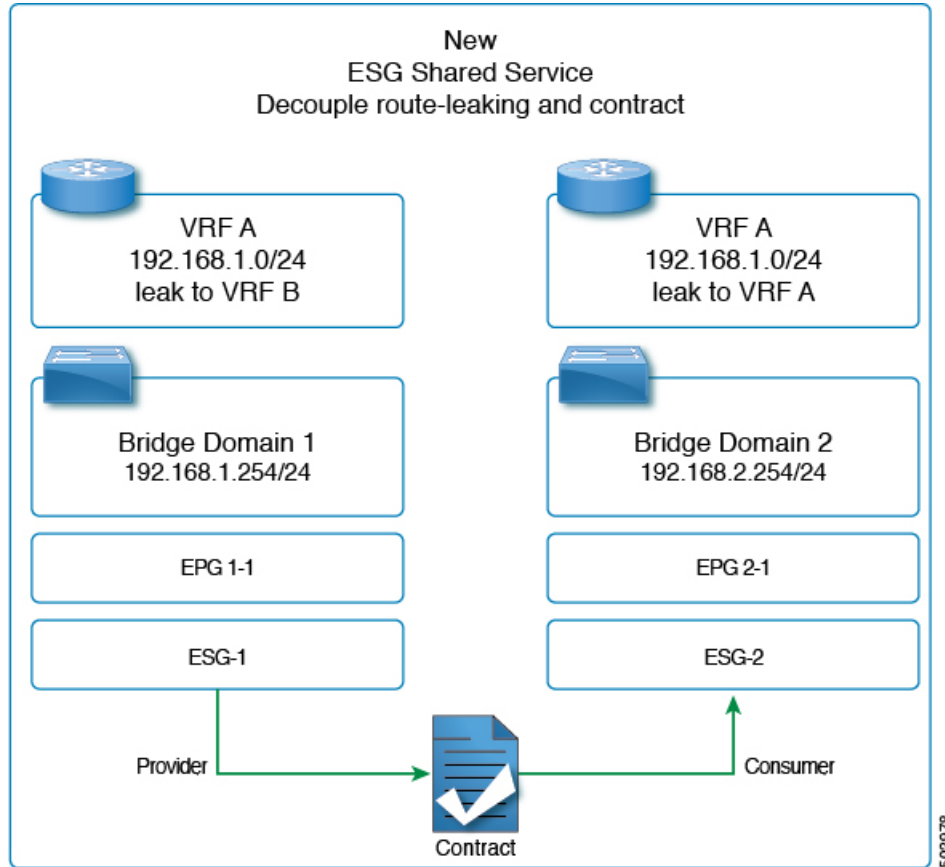 New
ESG Shared Service
Decouple route-leaking and contract
VRF A
192.168.1.0/24
leak to VRF B
VRF A
192.168.1.0/24
leak to VRF A
Bridge Domain 1
192.168.1.254/24
Bridge Domain 2
192.168.2.254/24
EPG 1-1
EPG 2-1
ESG-1
ESG-2
Provider
Consumer
Contract